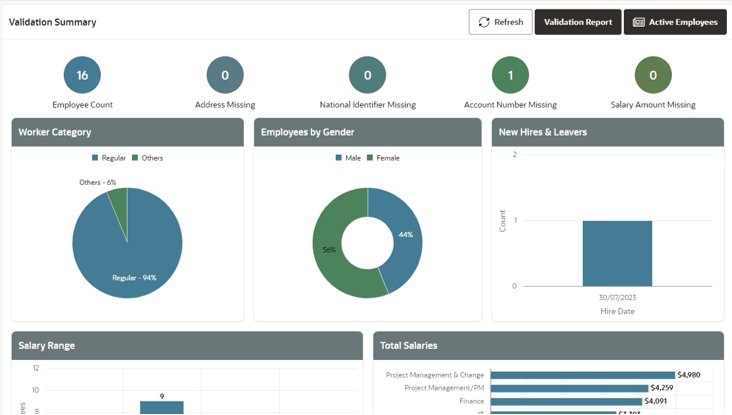 Validation Summary
Refresh
Validation Report
Active Employees
16
0
0
1
0
Employee Count
Address Missing
National Identifier Missing
Account Number Missing
Salary Amount Missing
Worker Category
Regular
Others
Others - 6%
Regular - 94%
Employees by Gender
Male
Female
44%
56%
New Hires & Leavers
2
1
0
Count
30/07/2023
Hire Date
Salary Range
12
10
8
9
Total Salaries
Project Management & Change
$4,980
Project Management/PM
$4,259
Finance
$4,091